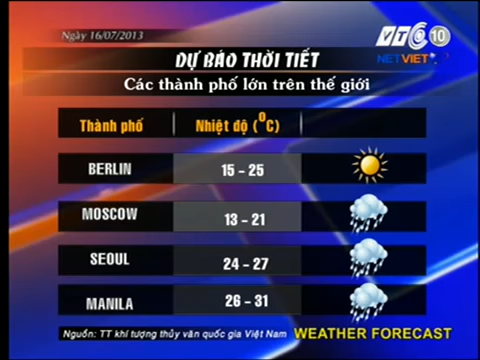 Ngày 16/07/2013
VTC 10
NETVIET
DỰ BÁO THỜI TIẾT
Các thành phố lớn trên thế giới
Thành phố Nhiệt độ (ºC)
BERLIN 15 - 25
MOSCOW 13 - 21
SEOUL 24 - 27
MANILA 26 - 31
Nguồn: TT khí tượng thủy văn quốc gia Việt Nam WEATHER FORECAST